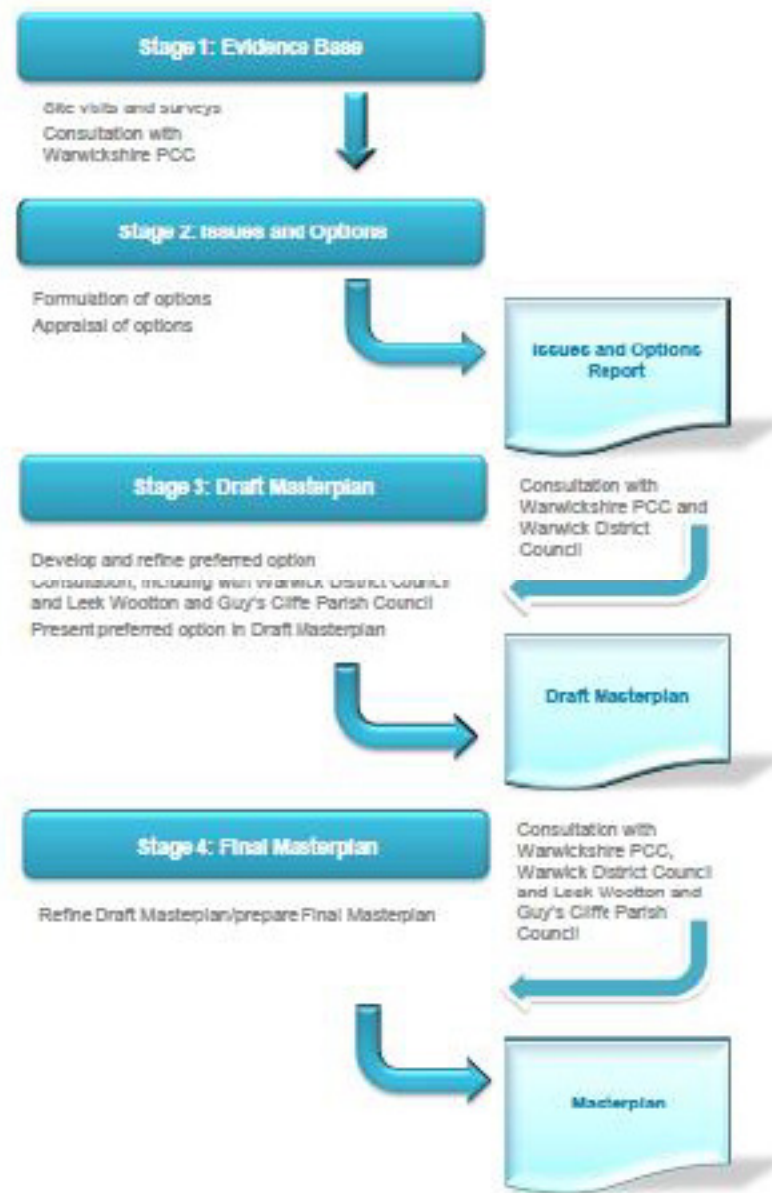 Stage 1: Evidence Base
Site visits and surveys
Consultation with
Warwickshire PCC
Stage 2: Issues and Options
Formulation of options
Appraisal of options
Issues and Options
Report
Stage 3: Draft Masterplan
Consultation with
Warwickshire PCC and
Warwick District
Council
Develop and refine preferred option
Consultation, including with Warwick District Council
and Leek Wootton and Guy's Cliffe Parish Council
Present preferred option in Draft Masterplan
Draft Masterplan
Stage 4: Final Masterplan
Consultation with
Warwickshire PCC,
Warwick District Council
and Leek Wootton and
Guy's Cliffe Parish
Council
Refine Draft Masterplan/prepare Final Masterplan
Masterplan